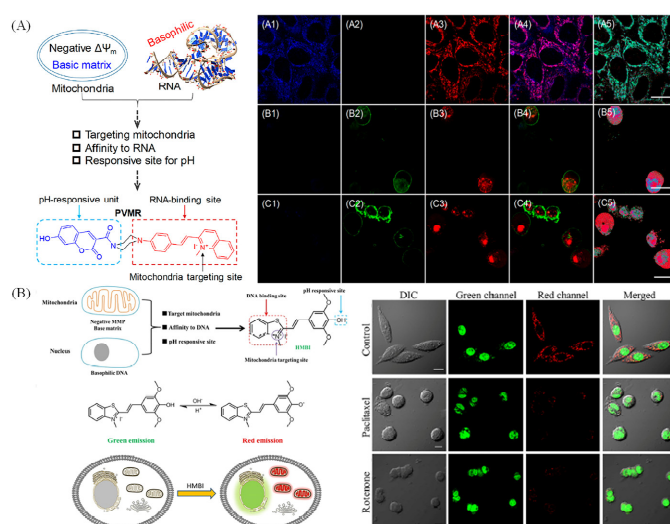 (A)
Negative ΔΨm
Basic matrix
Mitochondria
Basophilic
RNA
Targeting mitochondria
Affinity to RNA
Responsive site for pH
pH-responsive unit
RNA-binding site
PVMR
HO
O
O
O
N
N
N+
I-
Mitochondria targeting site
(A1)
(A2)
(A3)
(A4)
(A5)
(B1)
(B2)
(B3)
(B4)
(B5)
(C1)
(C2)
(C3)
(C4)
(C5)
(B)
Mitochondria
Negative MMP
Base matrix
Nucleus
Basophilic DNA
Target mitochondria
Affinity to DNA
pH responsive site
DNA binding site
pH responsive site
OH
HMBI
Mitochondria targeting site
OH
OH-
H+
O-
Green emission
Red emission
HMBI
DIC
Green channel
Red channel
Merged
Control
Paclitaxel
Rotenone